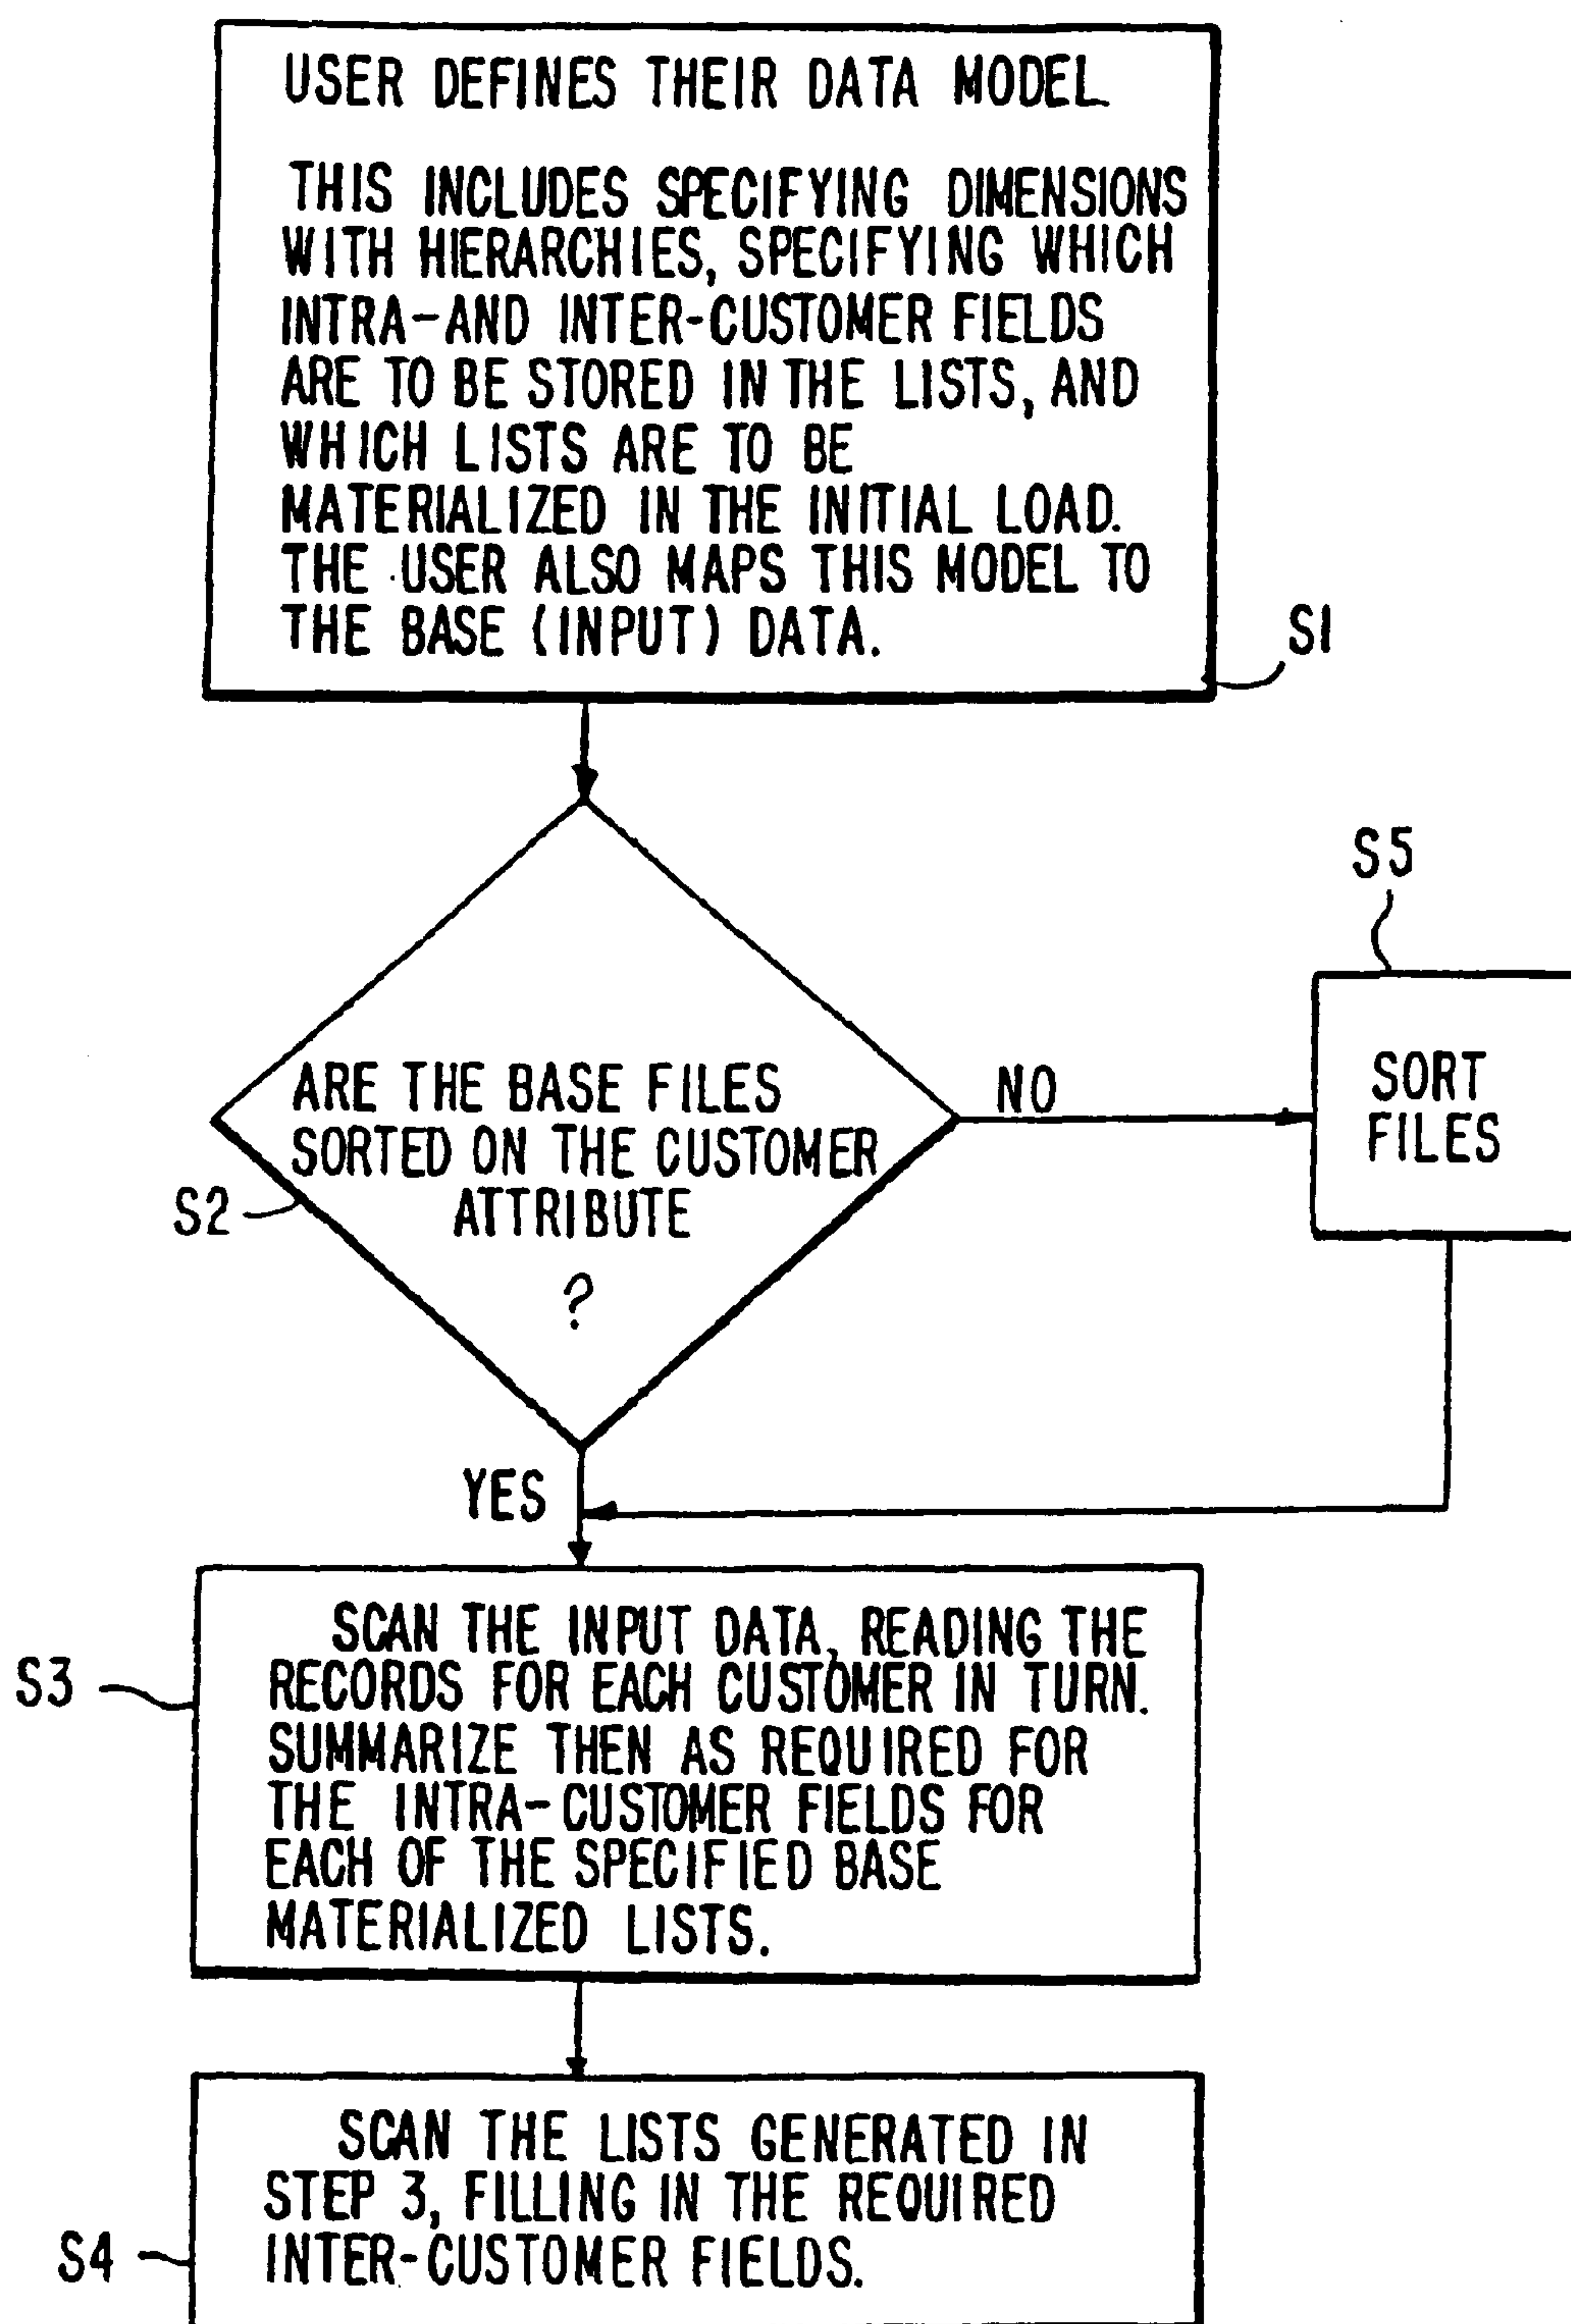 USER DEFINES THEIR DATA MODEL
THIS INCLUDES SPECIFYING DIMENSIONS
WITH HIERARCHIES, SPECIFYING WHICH
INTRA-AND INTER-CUSTOMER FIELDS
ARE TO BE STORED IN THE LISTS, AND
WHICH LISTS ARE TO BE
MATERIALIZED IN THE INITIAL LOAD.
THE USER ALSO MAPS THIS MODEL TO
THE BASE (INPUT) DATA.
S1
S5
ARE THE BASE FILES
SORTED ON THE CUSTOMER
ATTRIBUTE
?
S2
NO
SORT
FILES
YES
SCAN THE INPUT DATA, READING THE
RECORDS FOR EACH CUSTOMER IN TURN.
SUMMARIZE THEN AS REQUIRED FOR
THE INTRA-CUSTOMER FIELDS FOR
EACH OF THE SPECIFIED BASE
MATERIALIZED LISTS.
S3
SCAN THE LISTS GENERATED IN
STEP 3, FILLING IN THE REQUIRED
INTER-CUSTOMER FIELDS.
S4